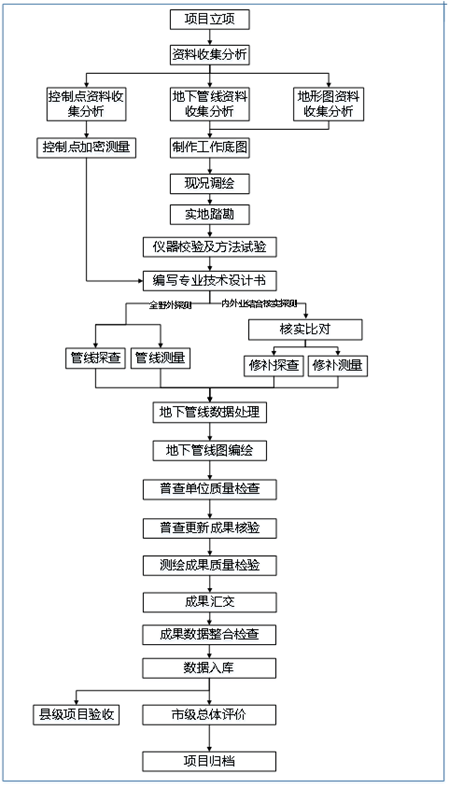 项目立项
资料收集分析
控制点资料收
集分析
地下管线资料
收集分析
地形图资料
收集分析
控制点加密测量
制作工作底图
现况调绘
实地踏勘
仪器校验及方法试验
编写专业技术设计书
全野外探测
内外业结合核实探测
核实比对
管线探查
管线测量
修补探查
修补测量
地下管线数据处理
地下管线图编绘
普查单位质量检查
普查更新成果核验
测绘成果质量检验
成果汇交
成果数据整合检查
数据入库
县级项目验收
市级总体评价
项目归档